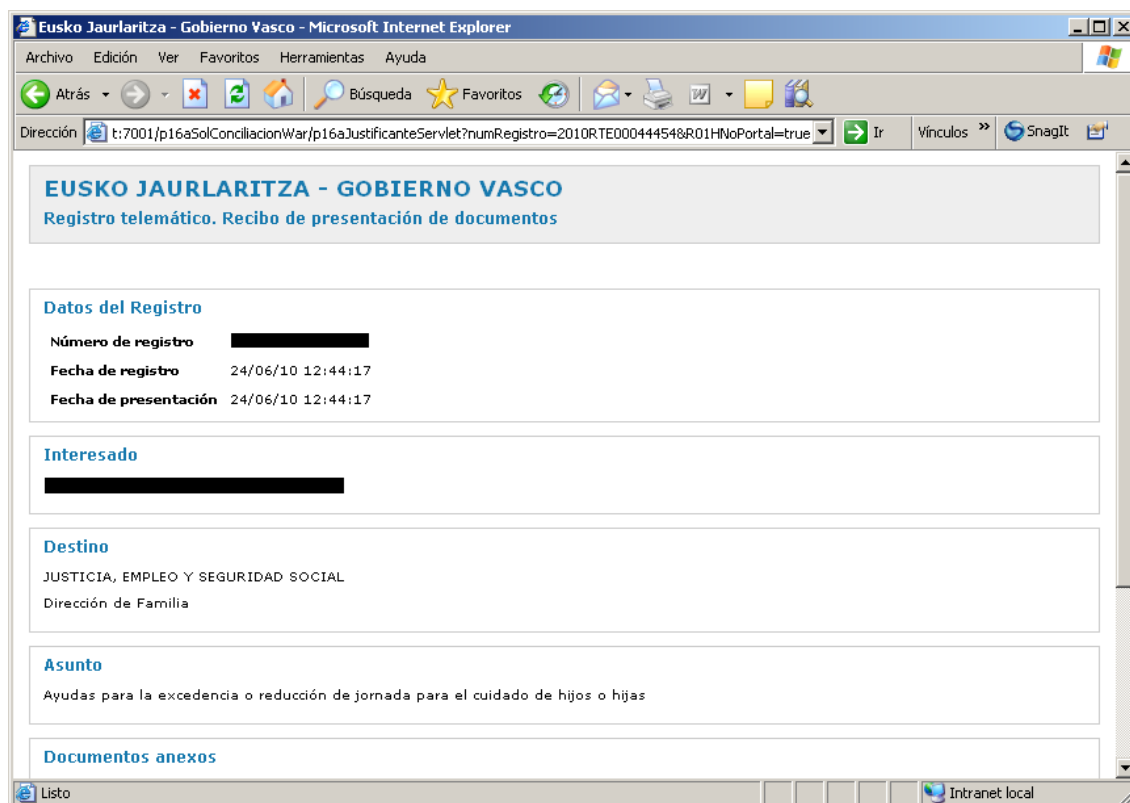 Eusko Jaurlaritza - Gobierno Vasco - Microsoft Internet Explorer
Archivo Edición Ver Favoritos Herramientas Ayuda
Atrás Búsqueda Favoritos
Dirección t:7001/p16aSolConciliacionWar/p16aJustificanteServlet?numRegistro=2010RTE00044454&R01HNoPortal=true Ir Vínculos » SnagIt
EUSKO JAURLARITZA - GOBIERNO VASCO
Registro telemático. Recibo de presentación de documentos
Datos del Registro
Número de registro
Fecha de registro 24/06/10 12:44:17
Fecha de presentación 24/06/10 12:44:17
Interesado
Destino
JUSTICIA, EMPLEO Y SEGURIDAD SOCIAL
Dirección de Familia
Asunto
Ayudas para la excedencia o reducción de jornada para el cuidado de hijos o hijas
Documentos anexos
Listo Intranet local